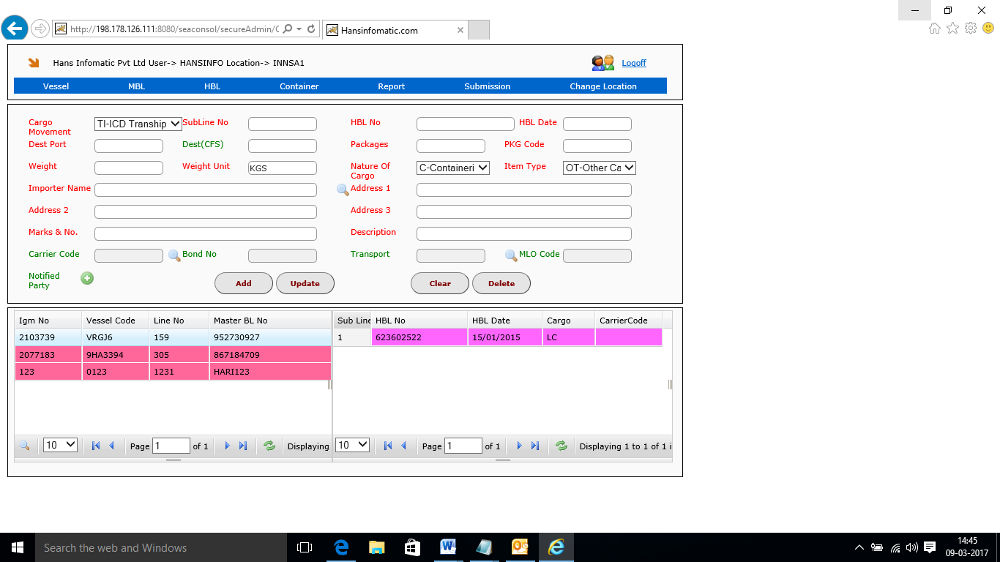 http://198.178.126.111:8080/seaconsol/secureAdmin/
Hansinfomatic.com
Hans Infomatic Pvt Ltd User-> HANSINFO Location-> INNSA1
Logoff
Vessel MBL HBL Container Report Submission Change Location
Cargo Movement TI-ICD Tranship SubLine No HBL No HBL Date
Dest Port Dest(CFS) Packages PKG Code
Weight Weight Unit KGS Nature Of Cargo C-Containeri Item Type OT-Other Ca
Importer Name Address 1
Address 2 Address 3
Marks & No. Description
Carrier Code Bond No Transport MLO Code
Notified Party Add Update Clear Delete
Igm No Vessel Code Line No Master BL No Sub Line HBL No HBL Date Cargo CarrierCode
2103739 VRGJ6 159 952730927 1 623602522 15/01/2015 LC
2077183 9HA3394 305 867184709
123 0123 1231 HARI123
10 Page 1 of 1 Displaying 10 Page 1 of 1 Displaying 1 to 1 of 1 i
Search the web and Windows
14:45
09-03-2017